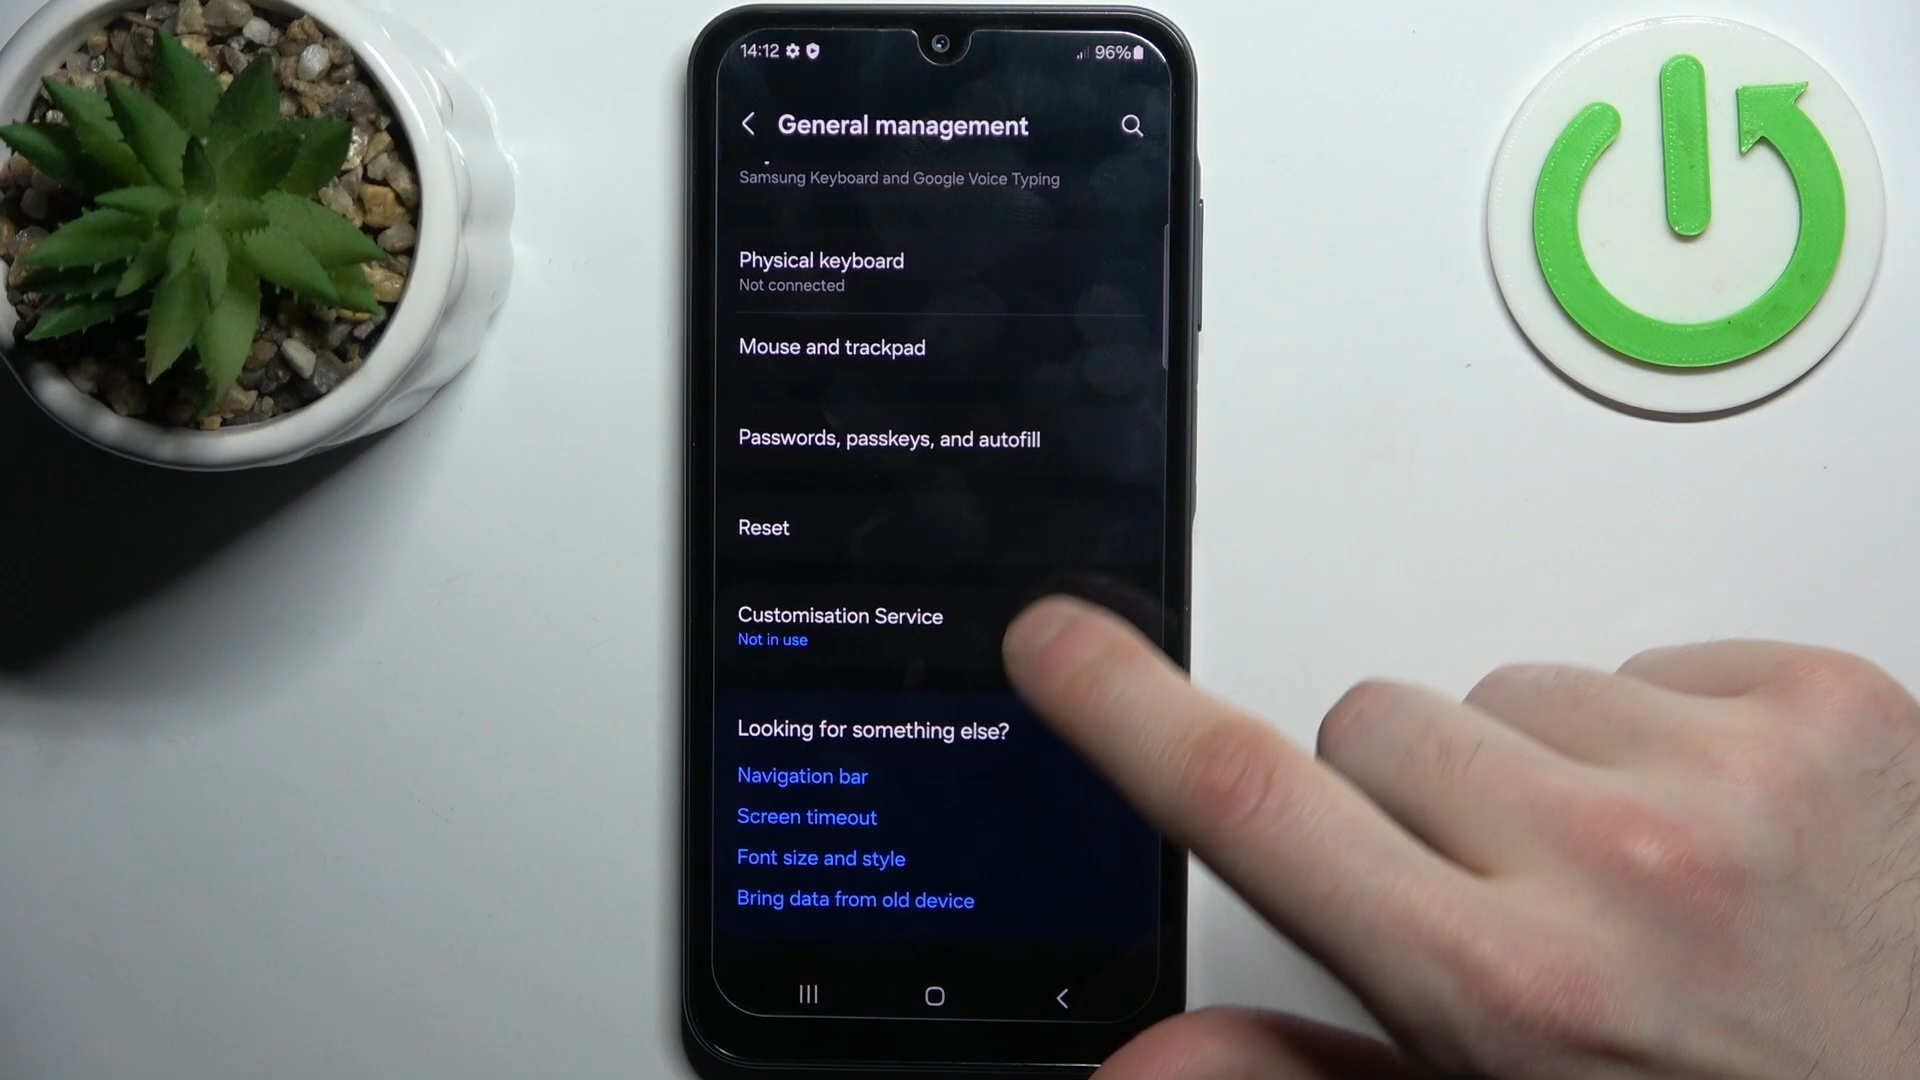 14:12
96%
General management
Samsung Keyboard and Google Voice Typing
Physical keyboard
Not connected
Mouse and trackpad
Passwords, passkeys, and autofill
Reset
Customisation Service
Not in use
Looking for something else?
Navigation bar
Screen timeout
Font size and style
Bring data from old device